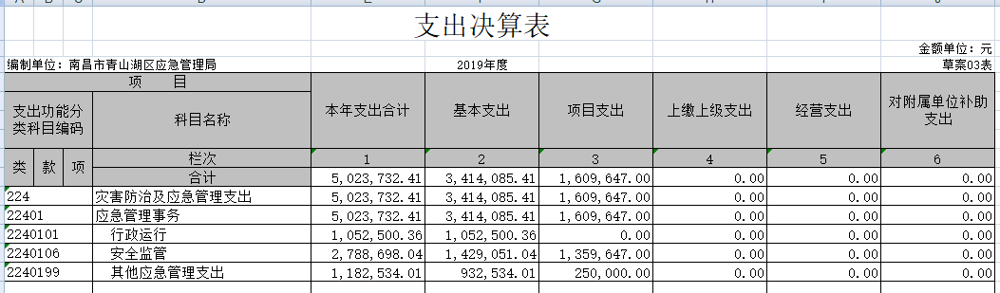 支出决算表
金额单位：元
编制单位：南昌市青山湖区应急管理局 2019年度 草案03表
项 目 本年支出合计 基本支出 项目支出 上缴上级支出 经营支出 对附属单位补助支出
支出功能分类科目编码 科目名称
类 款 项 栏次 1 2 3 4 5 6
合计 5,023,732.41 3,414,085.41 1,609,647.00 0.00 0.00 0.00
224 灾害防治及应急管理支出 5,023,732.41 3,414,085.41 1,609,647.00 0.00 0.00 0.00
22401 应急管理事务 5,023,732.41 3,414,085.41 1,609,647.00 0.00 0.00 0.00
2240101 行政运行 1,052,500.36 1,052,500.36 0.00 0.00 0.00 0.00
2240106 安全监管 2,788,698.04 1,429,051.04 1,359,647.00 0.00 0.00 0.00
2240199 其他应急管理支出 1,182,534.01 932,534.01 250,000.00 0.00 0.00 0.00